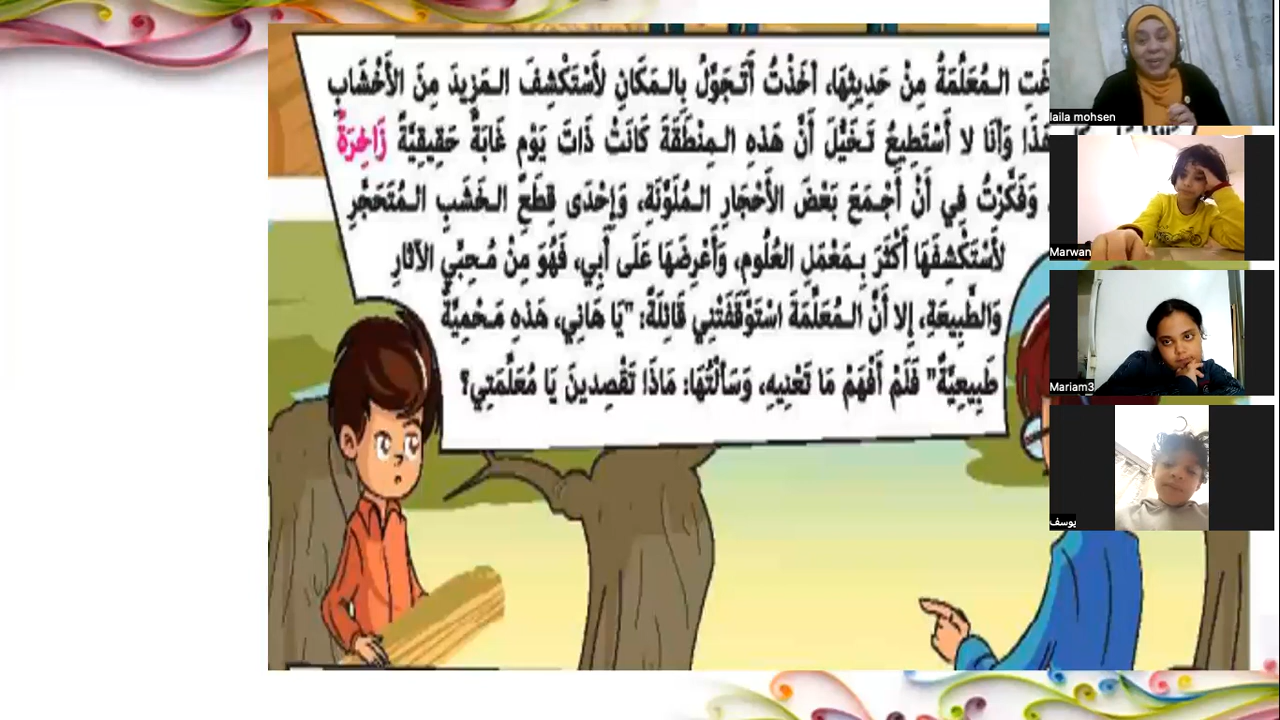 المُعَلِّمَةُ مِنْ حَدِيثِهَا، أَخَذْتُ أَتَجَوَّلُ بِالمَكَانِ لأَسْتَكْشِفَ المَزِيدَ مِنَ الأَخْشَابِ
وَأَنَا لا أَسْتَطِيعُ تَخَيُّلَ أَنَّ هَذِهِ المِنْطَقَةَ كَانَتْ ذَاتَ يَوْمٍ غَابَةً حَقِيقِيَّةً زَاخِرَةً
وَفَكَّرْتُ فِي أَنْ أَجْمَعَ بَعْضَ الأَحْجَارِ المُلَوَّنَةِ، وَإِحْدَى قِطَعِ الخَشَبِ المُتَحَجِّرِ
لأَسْتَكْشِفَهَا أَكْثَرَ بِمَعْمَلِ العُلُومِ، وَأَعْرِضَهَا عَلَى أَبِي، فَهُوَ مِنْ مُحِبِّي الآثَارِ
وَالطَّبِيعَةِ، إِلا أَنَّ المُعَلِّمَةَ اسْتَوْقَفَتْنِي قَائِلَةً: "يَا هَانِي، هَذِهِ مَحْمِيَّةٌ
طَبِيعِيَّةٌ" فَلَمْ أَفْهَمْ مَا تَعْنِيهِ، وَسَأَلْتُهَا: مَاذَا تَقْصِدِينَ يَا مُعَلِّمَتِي؟
laila mohsen
Marwan
Mariam3
يوسف